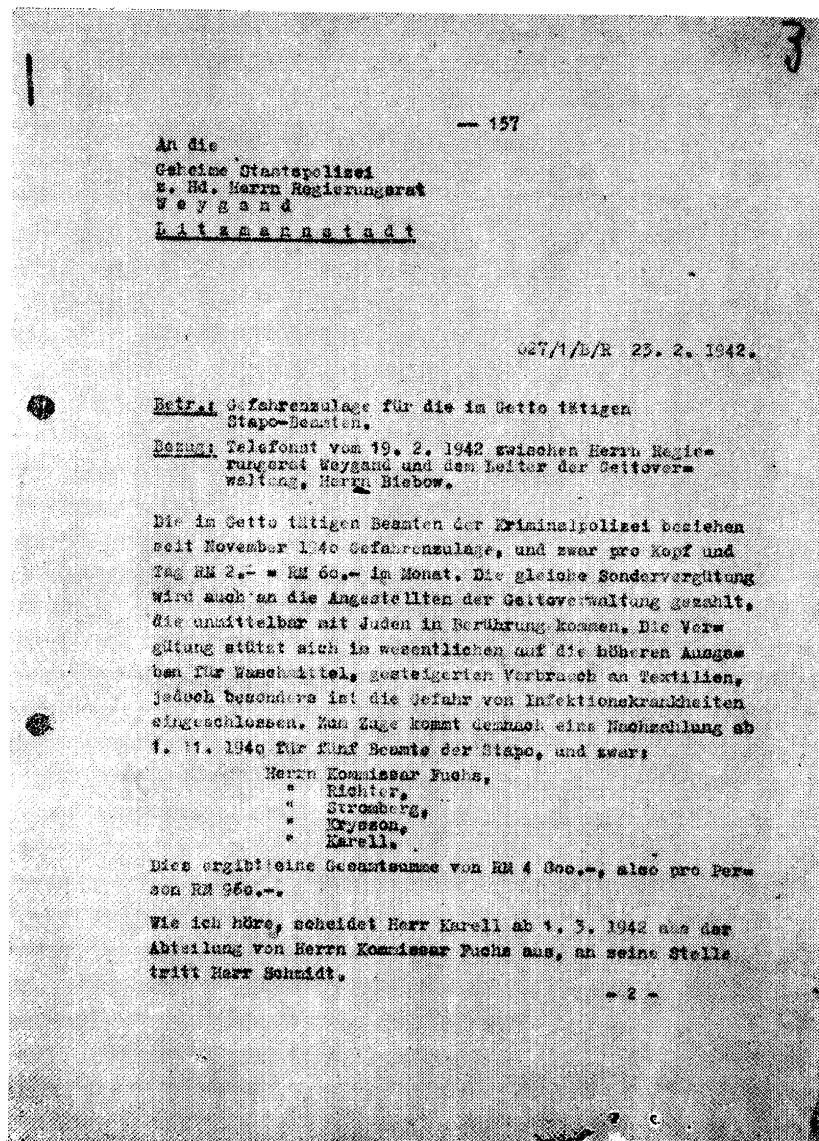 3
— 157
An die
Geheime Staatspolizei
z. Hd. Herrn Regierungsrat
W e y g a n d
L i t z m a n n s t a d t
027/1/B/R 23. 2. 1942.
Betr.: Gefahrenzulage für die im Getto tätigen
Stapo-Beamten.
Bezug: Telefonat vom 19. 2. 1942 zwischen Herrn Regie=
rungsrat Weygand und dem Leiter der Gettover=
waltung, Herrn Biebow.
Die im Getto tätigen Beamten der Kriminalpolizei beziehen
seit November 1940 Gefahrenzulage, und zwar pro Kopf und
Tag RM 2.- = RM 60.- im Monat. Die gleiche Sondervergütung
wird auch an die Angestellten der Gettoverwaltung gezahlt,
die unmittelbar mit Juden in Berührung kommen. Die Ver=
gütung stützt sich im wesentlichen auf die höheren Ausga=
ben für Waschmittel, gesteigerten Verbrauch an Textilien,
jedoch besonders ist die Gefahr von Infektionskrankheiten
eingeschlossen. Zum Zuge kommt demnach eine Nachzahlung ab
1. 11. 1940 für fünf Beamte der Stapo, und zwar:
Herrn Kommissar Fuchs,
" Richter,
" Stromberg,
" Krysson,
" Karell.
Dies ergibt eine Gesamtsumme von RM 4 800.-, also pro Per=
son RM 960.-.
Wie ich höre, scheidet Herr Karell ab 1. 3. 1942 aus der
Abteilung von Herrn Kommissar Fuchs aus, an seine Stelle
tritt Herr Schmidt.
- 2 -